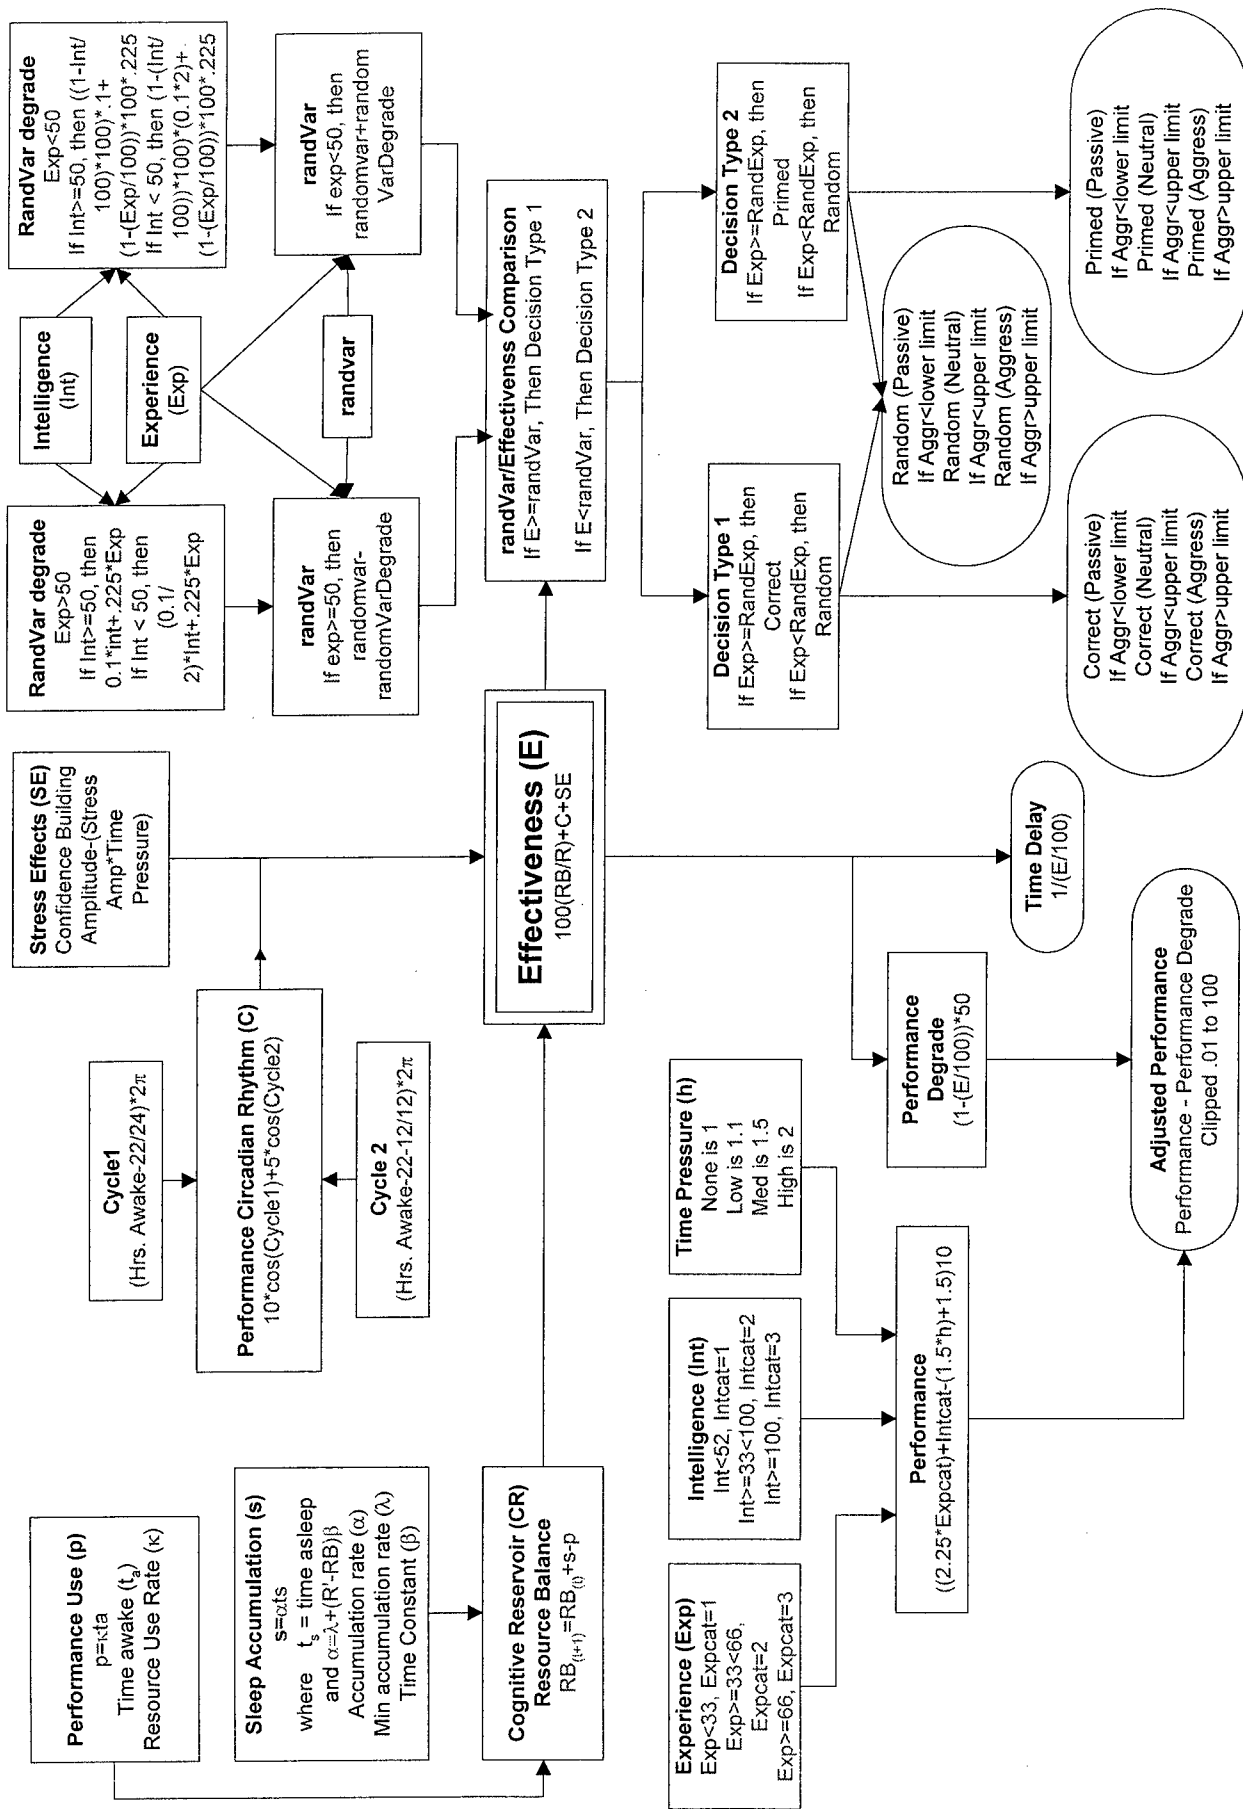 Performance Use (p)
p=κta
Time awake (tₐ)
Resource Use Rate (κ)
Sleep Accumulation (s)
s=αts
where tₛ = time asleep
and α=λ+(R'-RB)β
Accumulation rate (α)
Min accumulation rate (λ)
Time Constant (β)
Cognitive Reservoir (CR)
Resource Balance
RB₍ₜ₊₁₎=RB₍ₜ₎+s-p
Cycle1
(Hrs. Awake-22/24)*2π
Performance Circadian Rhythm (C)
10*cos(Cycle1)+5*cos(Cycle2)
Cycle 2
(Hrs. Awake-22-12/12)*2π
Stress Effects (SE)
Confidence Building
Amplitude-(Stress
Amp*Time
Pressure)
Effectiveness (E)
100(RB/R)+C+SE
RandVar degrade
Exp>50
If Int>=50, then
0.1*int+.225*Exp
If Int < 50, then
(0.1/
2)*Int+.225*Exp
Intelligence
(Int)
Experience
(Exp)
RandVar degrade
Exp<50
If Int>=50, then ((1-Int/
100)*100)*.1+
(1-(Exp/100))*100*.225
If Int < 50, then (1-(Int/
100))*100)*(0.1*2)+
(1-(Exp/100))*100*.225
randVar
If exp>=50, then
randomvar-
randomVarDegrade
randvar
randVar
If exp<50, then
randomvar+random
VarDegrade
randVar/Effectivenss Comparison
If E>=randVar, Then Decision Type 1
If E<randVar, Then Decision Type 2
Experience (Exp)
Exp<33, Expcat=1
Exp>=33<66,
Expcat=2
Exp>=66, Expcat=3
Intelligence (Int)
Int<52, Intcat=1
Int>=33<100, Intcat=2
Int>=100, Intcat=3
Time Pressure (h)
None is 1
Low is 1.1
Med is 1.5
High is 2
Performance
((2.25*Expcat)+Intcat-(1.5*h)+1.5)10
Performance
Degrade
(1-(E/100))*50
Time Delay
1/(E/100)
Adjusted Performance
Performance - Performance Degrade
Clipped .01 to 100
Decision Type 1
If Exp>=RandExp, then
Correct
If Exp<RandExp, then
Random
Decision Type 2
If Exp>=RandExp, then
Primed
If Exp<RandExp, then
Random
Random (Passive)
If Aggr<lower limit
Random (Neutral)
If Aggr<upper limit
Random (Aggress)
If Aggr>upper limit
Correct (Passive)
If Aggr<lower limit
Correct (Neutral)
If Aggr<upper limit
Correct (Aggress)
If Aggr>upper limit
Primed (Passive)
If Aggr<lower limit
Primed (Neutral)
If Aggr<upper limit
Primed (Aggress)
If Aggr>upper limit